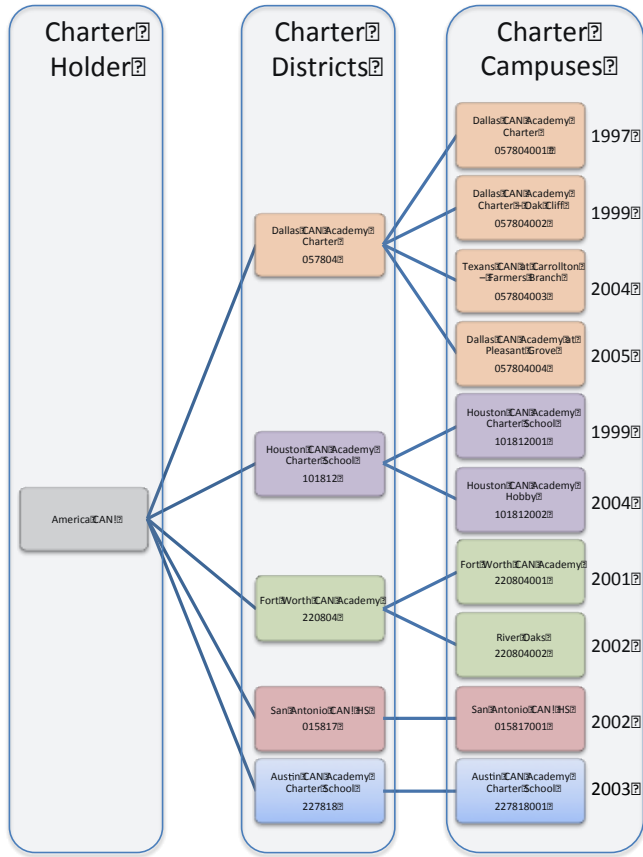 Charter
Holder
Charter
Districts
Charter
Campuses
America CAN!
Dallas CAN Academy
Charter
057804
Houston CAN Academy
Charter School
101812
Fort Worth CAN Academy
220804
San Antonio CAN! HS
015817
Austin CAN Academy
Charter School
227818
Dallas CAN Academy
Charter
057804001
1997
Dallas CAN Academy
Charter – Oak Cliff
057804002
1999
Texans CAN at Carrollton
– Farmers Branch
057804003
2004
Dallas CAN Academy at
Pleasant Grove
057804004
2005
Houston CAN Academy
Charter School
101812001
1999
Houston CAN Academy
Hobby
101812002
2004
Fort Worth CAN Academy
220804001
2001
River Oaks
220804002
2002
San Antonio CAN! HS
015817001
2002
Austin CAN Academy
Charter School
227818001
2003